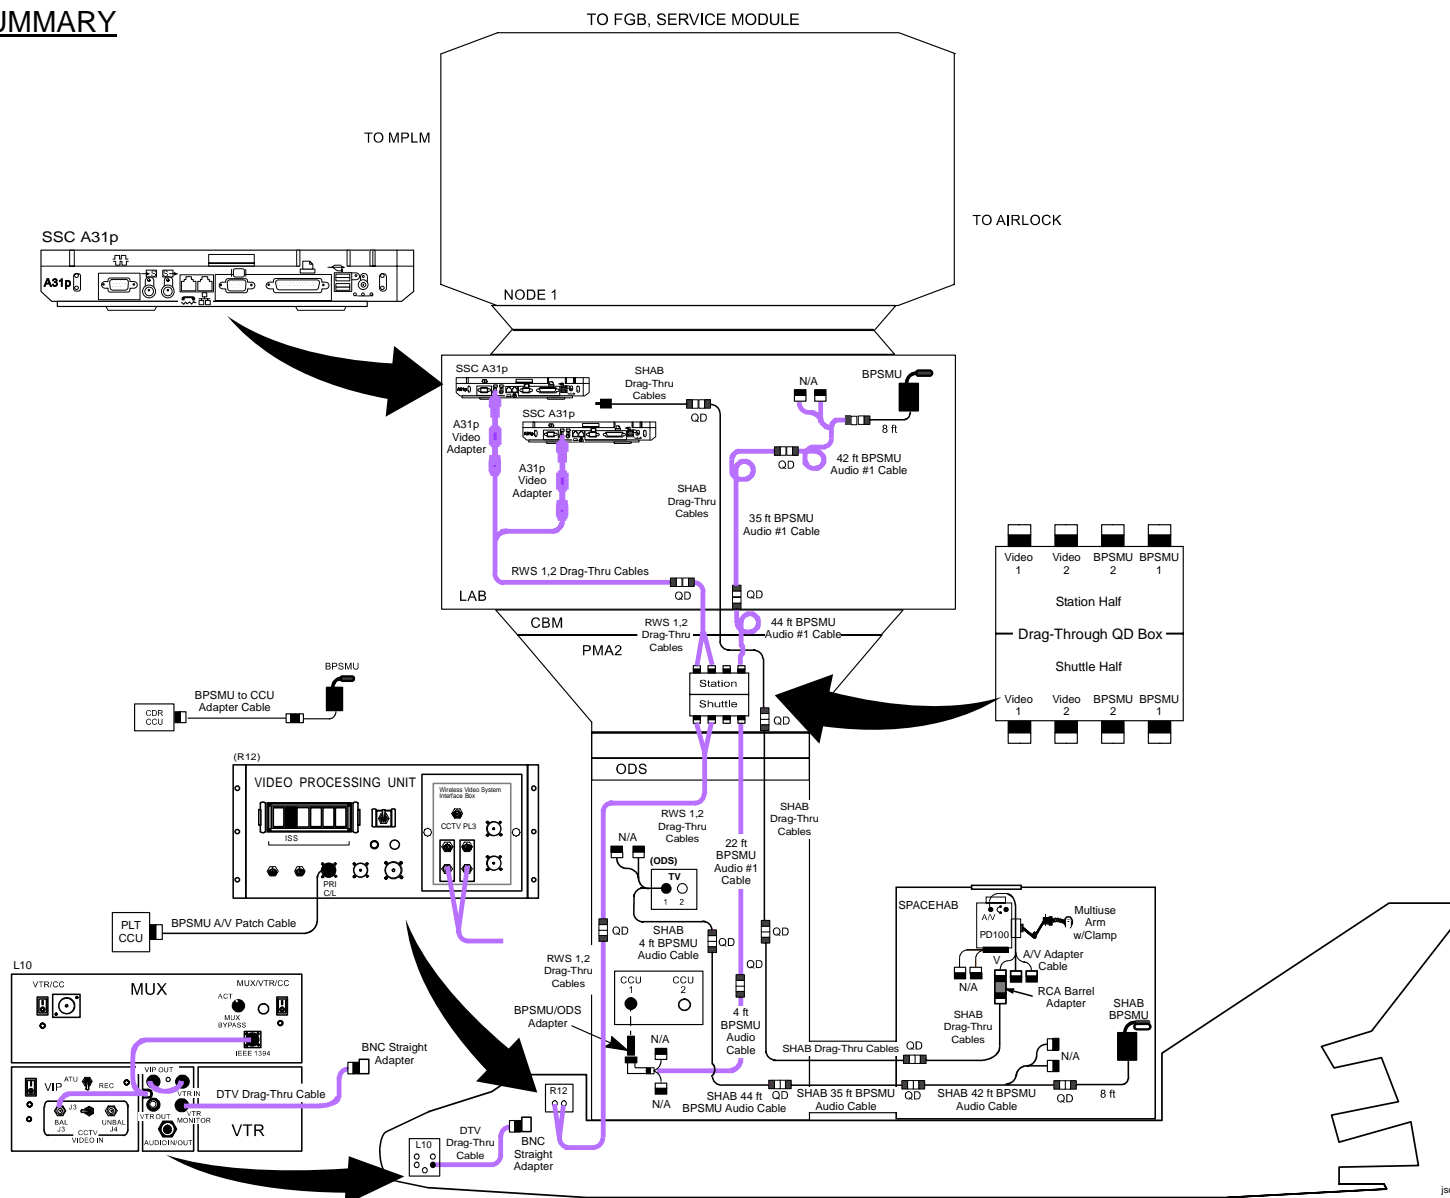 UMMARY
TO FGB, SERVICE MODULE
TO MPLM
TO AIRLOCK
NODE 1
SSC A31p
A31p
SSC A31p
A31p
Video
Adapter
SSC A31p
A31p
Video
Adapter
SHAB
Drag-Thru
Cables
QD
N/A
BPSMU
8 ft
QD
42 ft BPSMU
Audio #1 Cable
SHAB
Drag-Thru
Cables
35 ft BPSMU
Audio #1 Cable
RWS 1,2 Drag-Thru Cables
QD
QD
LAB
CBM
PMA2
RWS 1,2
Drag-Thru
Cables
44 ft BPSMU
Audio #1 Cable
Station
Shuttle
QD
Video
1
Video
2
BPSMU
2
BPSMU
1
Station Half
Drag-Through QD Box
Shuttle Half
Video
1
Video
2
BPSMU
2
BPSMU
1
BPSMU
BPSMU to CCU
Adapter Cable
CDR
CCU
(R12)
VIDEO PROCESSING UNIT
ISS
PRI
C/L
Wireless Video System
Interface Box
CCTV PL3
PLT
CCU
BPSMU A/V Patch Cable
ODS
RWS 1,2
Drag-Thru
Cables
SHAB
Drag-Thru
Cables
N/A
(ODS)
TV
1 2
22 ft
BPSMU
Audio #1
Cable
QD
SHAB
4 ft BPSMU
Audio Cable
QD
QD
RWS 1,2
Drag-Thru
Cables
CCU
1
CCU
2
QD
BPSMU/ODS
Adapter
N/A
N/A
4 ft
BPSMU
Audio
Cable
SPACEHAB
A/V
PD100
V
Multiuse
Arm
w/Clamp
A/V Adapter
Cable
N/A
RCA Barrel
Adapter
SHAB
BPSMU
SHAB
Drag-Thru
Cables
SHAB Drag-Thru Cables
QD
N/A
SHAB 44 ft
BPSMU Audio Cable
QD
SHAB 35 ft BPSMU
Audio Cable
QD
SHAB 42 ft BPSMU
Audio Cable
QD
8 ft
L10
VTR/CC
MUX
MUX/VTR/CC
ACT
MUX
BYPASS
IEEE 1394
BNC Straight
Adapter
VIP
ATU
REC
J3
BAL
J3
UNBAL
J4
CCTV
VIDEO IN
VIP OUT
VTR IN
VTR OUT
VTR
MONITOR
AUDIO IN/OUT
DTV Drag-Thru Cable
VTR
R12
L10
DTV
Drag-Thru
Cable
BNC
Straight
Adapter